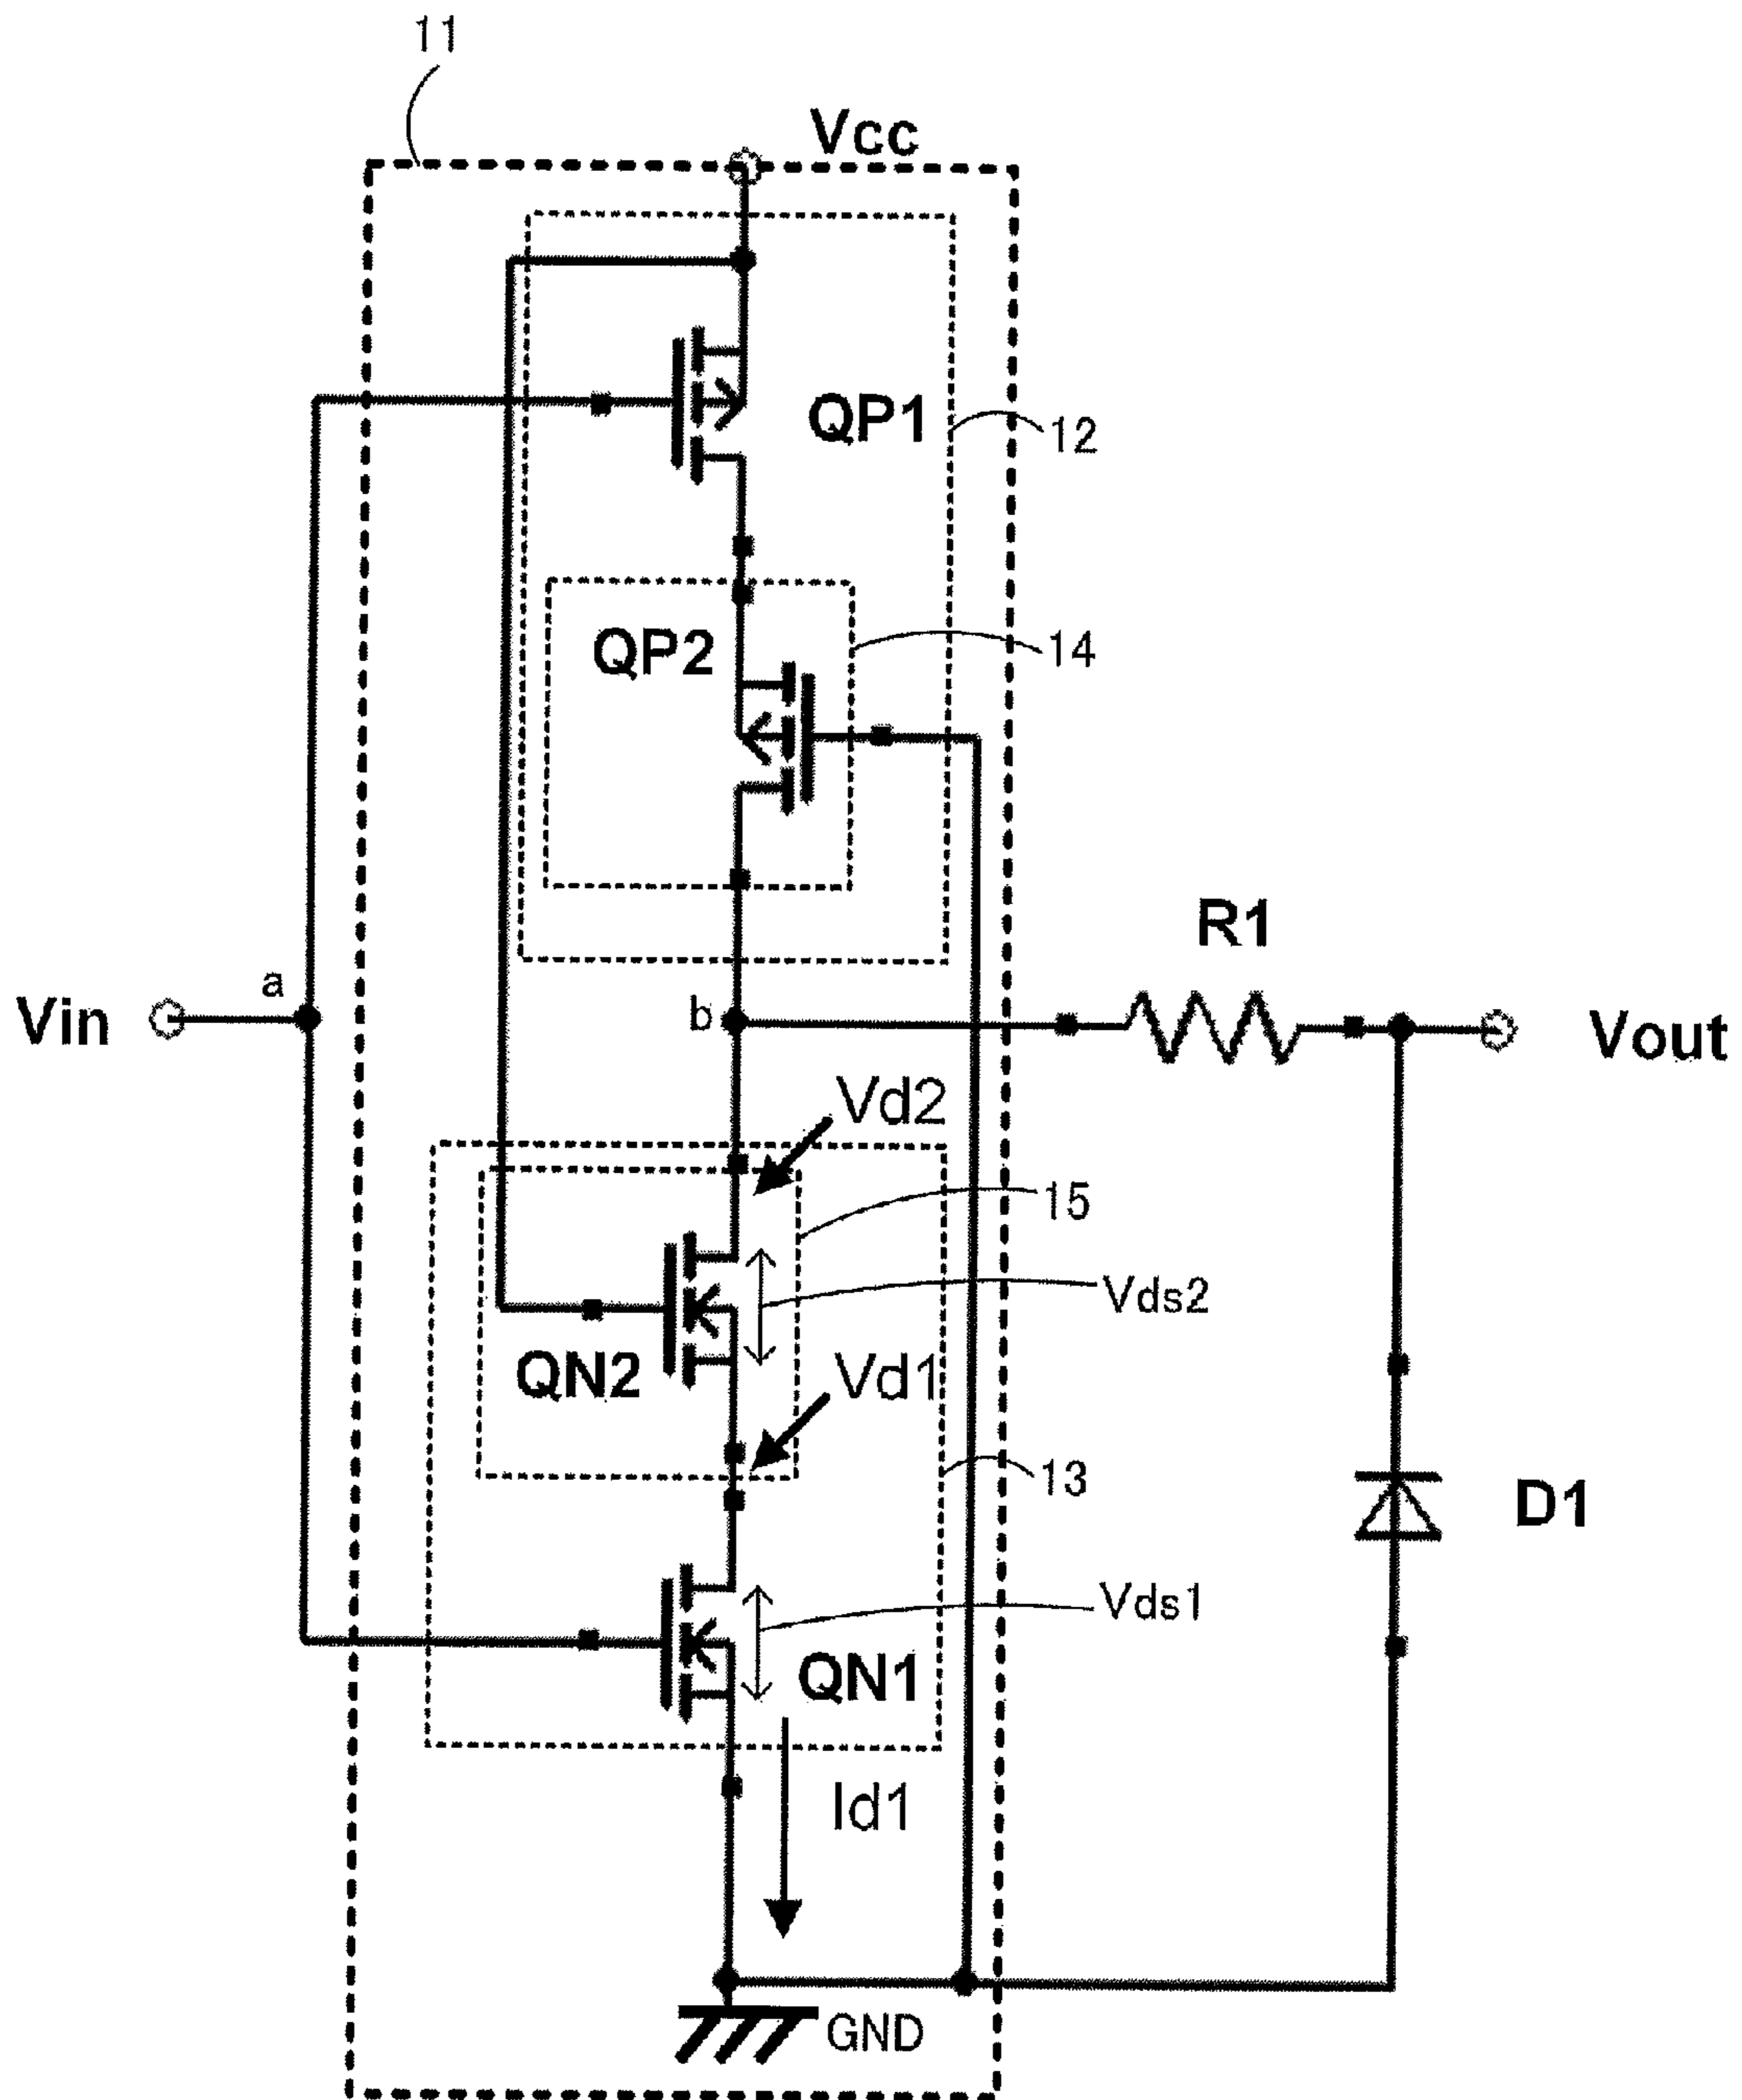 11
Vcc
QP1
12
QP2
14
R1
a
Vin
b
Vout
Vd2
15
Vds2
QN2
Vd1
13
D1
Vds1
QN1
Id1
GND